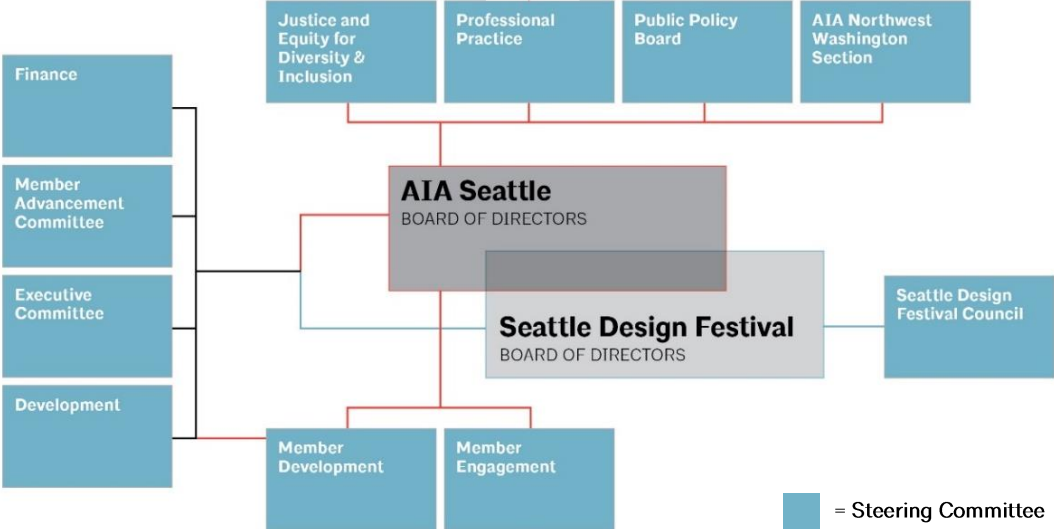 Justice and
Equity for
Diversity &
Inclusion
Professional
Practice
Public Policy
Board
AIA Northwest
Washington
Section
Finance
Member
Advancement
Committee
Executive
Committee
Development
AIA Seattle
BOARD OF DIRECTORS
Seattle Design Festival
BOARD OF DIRECTORS
Seattle Design
Festival Council
Member
Development
Member
Engagement
= Steering Committee